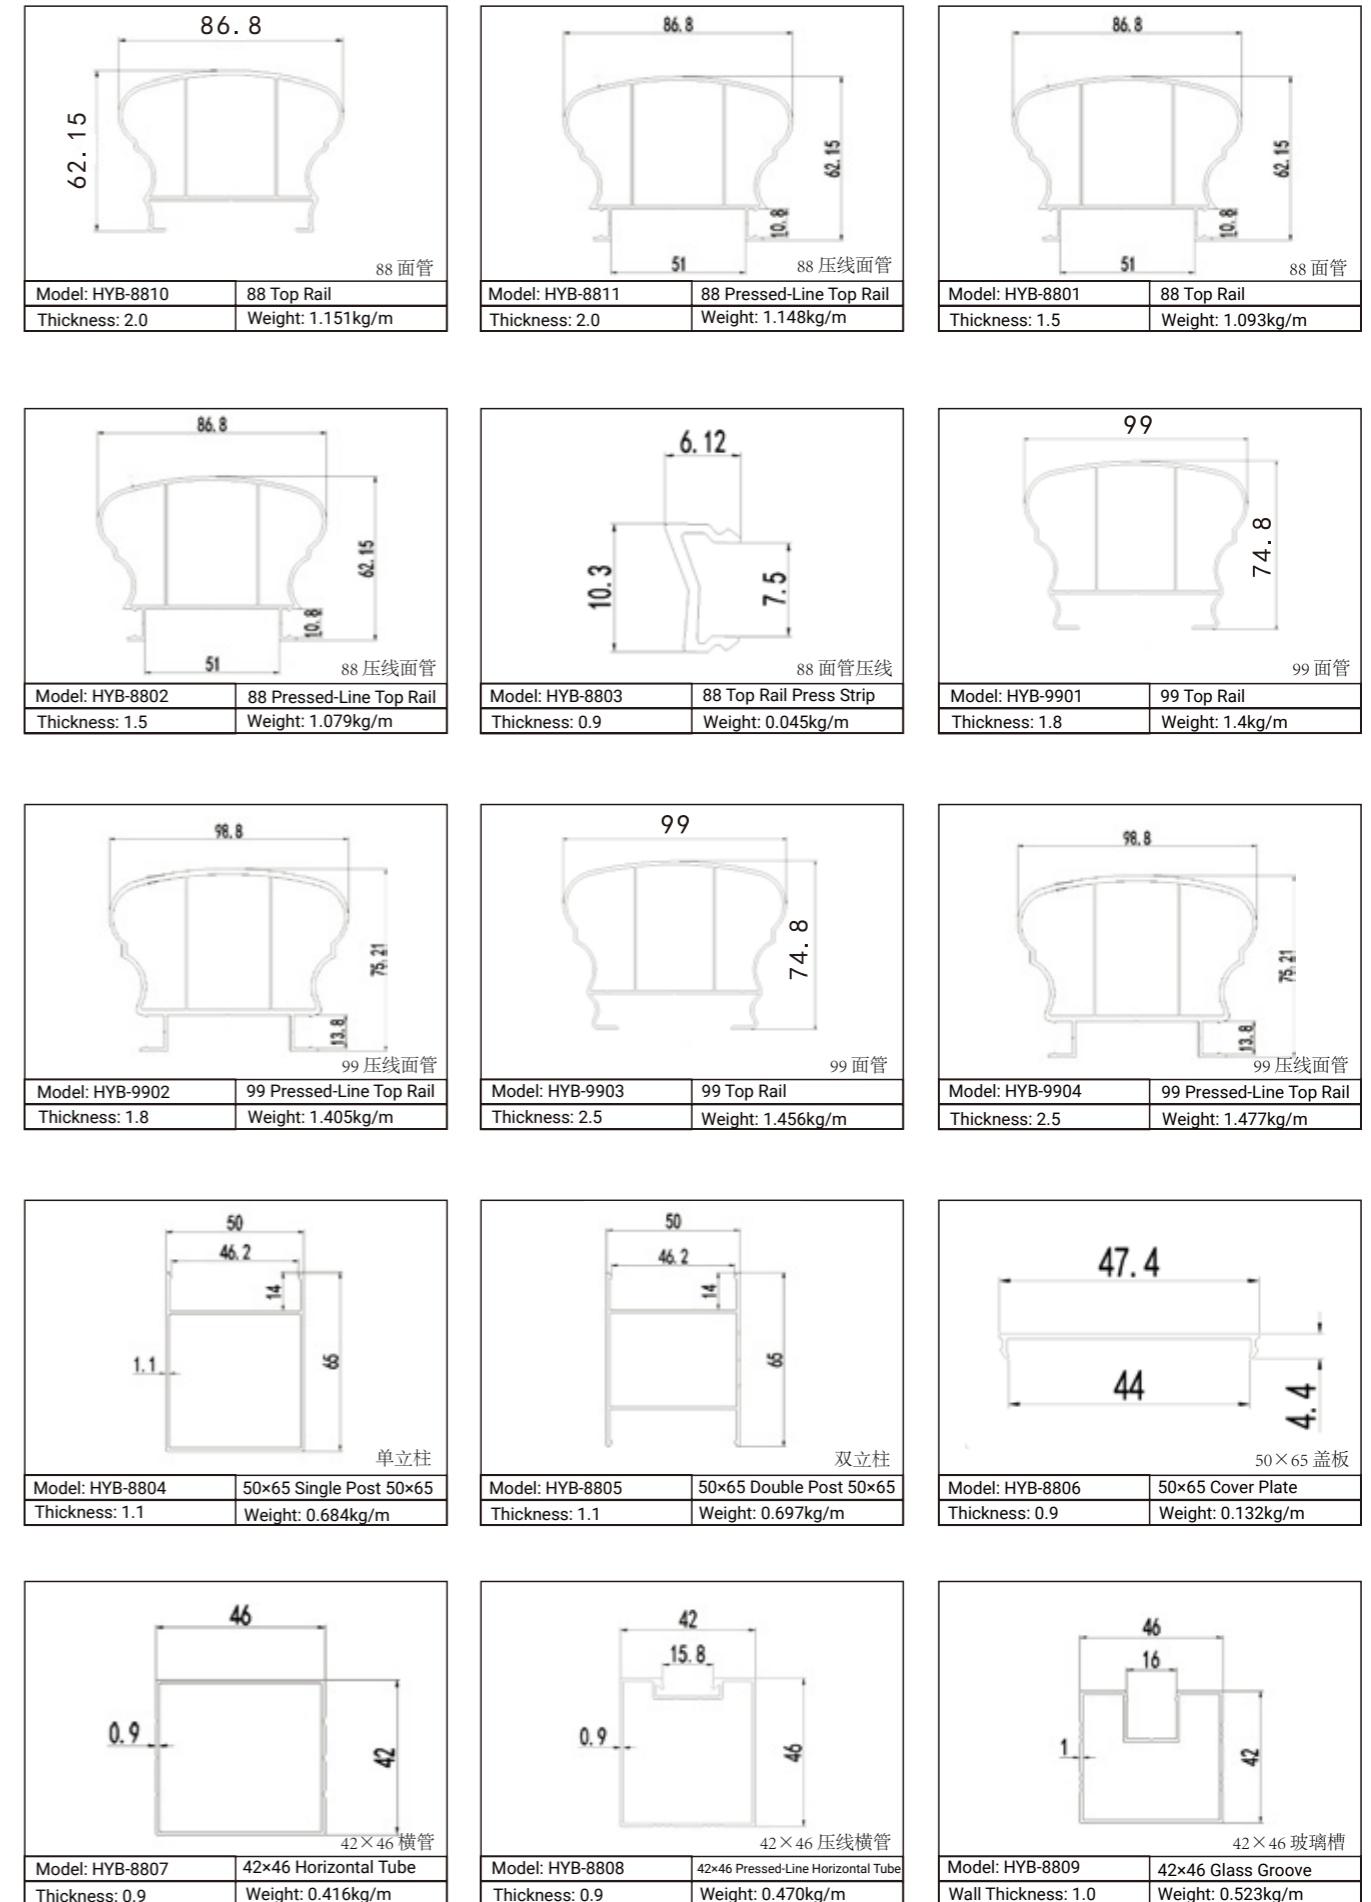 86.8
62.15
88 面管
Model: HYB-8810
88 Top Rail
Thickness: 2.0
Weight: 1.151kg/m
86.8
62.15
10.8
51
88 压线面管
Model: HYB-8811
88 Pressed-Line Top Rail
Thickness: 2.0
Weight: 1.148kg/m
86.8
62.15
10.8
51
88 面管
Model: HYB-8801
88 Top Rail
Thickness: 1.5
Weight: 1.093kg/m
86.8
62.15
10.8
51
88 压线面管
Model: HYB-8802
88 Pressed-Line Top Rail
Thickness: 1.5
Weight: 1.079kg/m
6.12
10.3
7.5
88 面管压线
Model: HYB-8803
88 Top Rail Press Strip
Thickness: 0.9
Weight: 0.045kg/m
99
74.8
99 面管
Model: HYB-9901
99 Top Rail
Thickness: 1.8
Weight: 1.4kg/m
98.8
75.21
13.8
99 压线面管
Model: HYB-9902
99 Pressed-Line Top Rail
Thickness: 1.8
Weight: 1.405kg/m
99
74.8
99 面管
Model: HYB-9903
99 Top Rail
Thickness: 2.5
Weight: 1.456kg/m
98.8
75.21
13.8
99 压线面管
Model: HYB-9904
99 Pressed-Line Top Rail
Thickness: 2.5
Weight: 1.477kg/m
50
46.2
14
1.1
65
单立柱
Model: HYB-8804
50×65 Single Post 50×65
Thickness: 1.1
Weight: 0.684kg/m
50
46.2
14
65
双立柱
Model: HYB-8805
50×65 Double Post 50×65
Thickness: 1.1
Weight: 0.697kg/m
47.4
44
4.4
50×65 盖板
Model: HYB-8806
50×65 Cover Plate
Thickness: 0.9
Weight: 0.132kg/m
46
0.9
42
42×46 横管
Model: HYB-8807
42×46 Horizontal Tube
Thickness: 0.9
Weight: 0.416kg/m
42
15.8
0.9
46
42×46 压线横管
Model: HYB-8808
42×46 Pressed-Line Horizontal Tube
Thickness: 0.9
Weight: 0.470kg/m
46
16
1
42
42×46 玻璃槽
Model: HYB-8809
42×46 Glass Groove
Wall Thickness: 1.0
Weight: 0.523kg/m